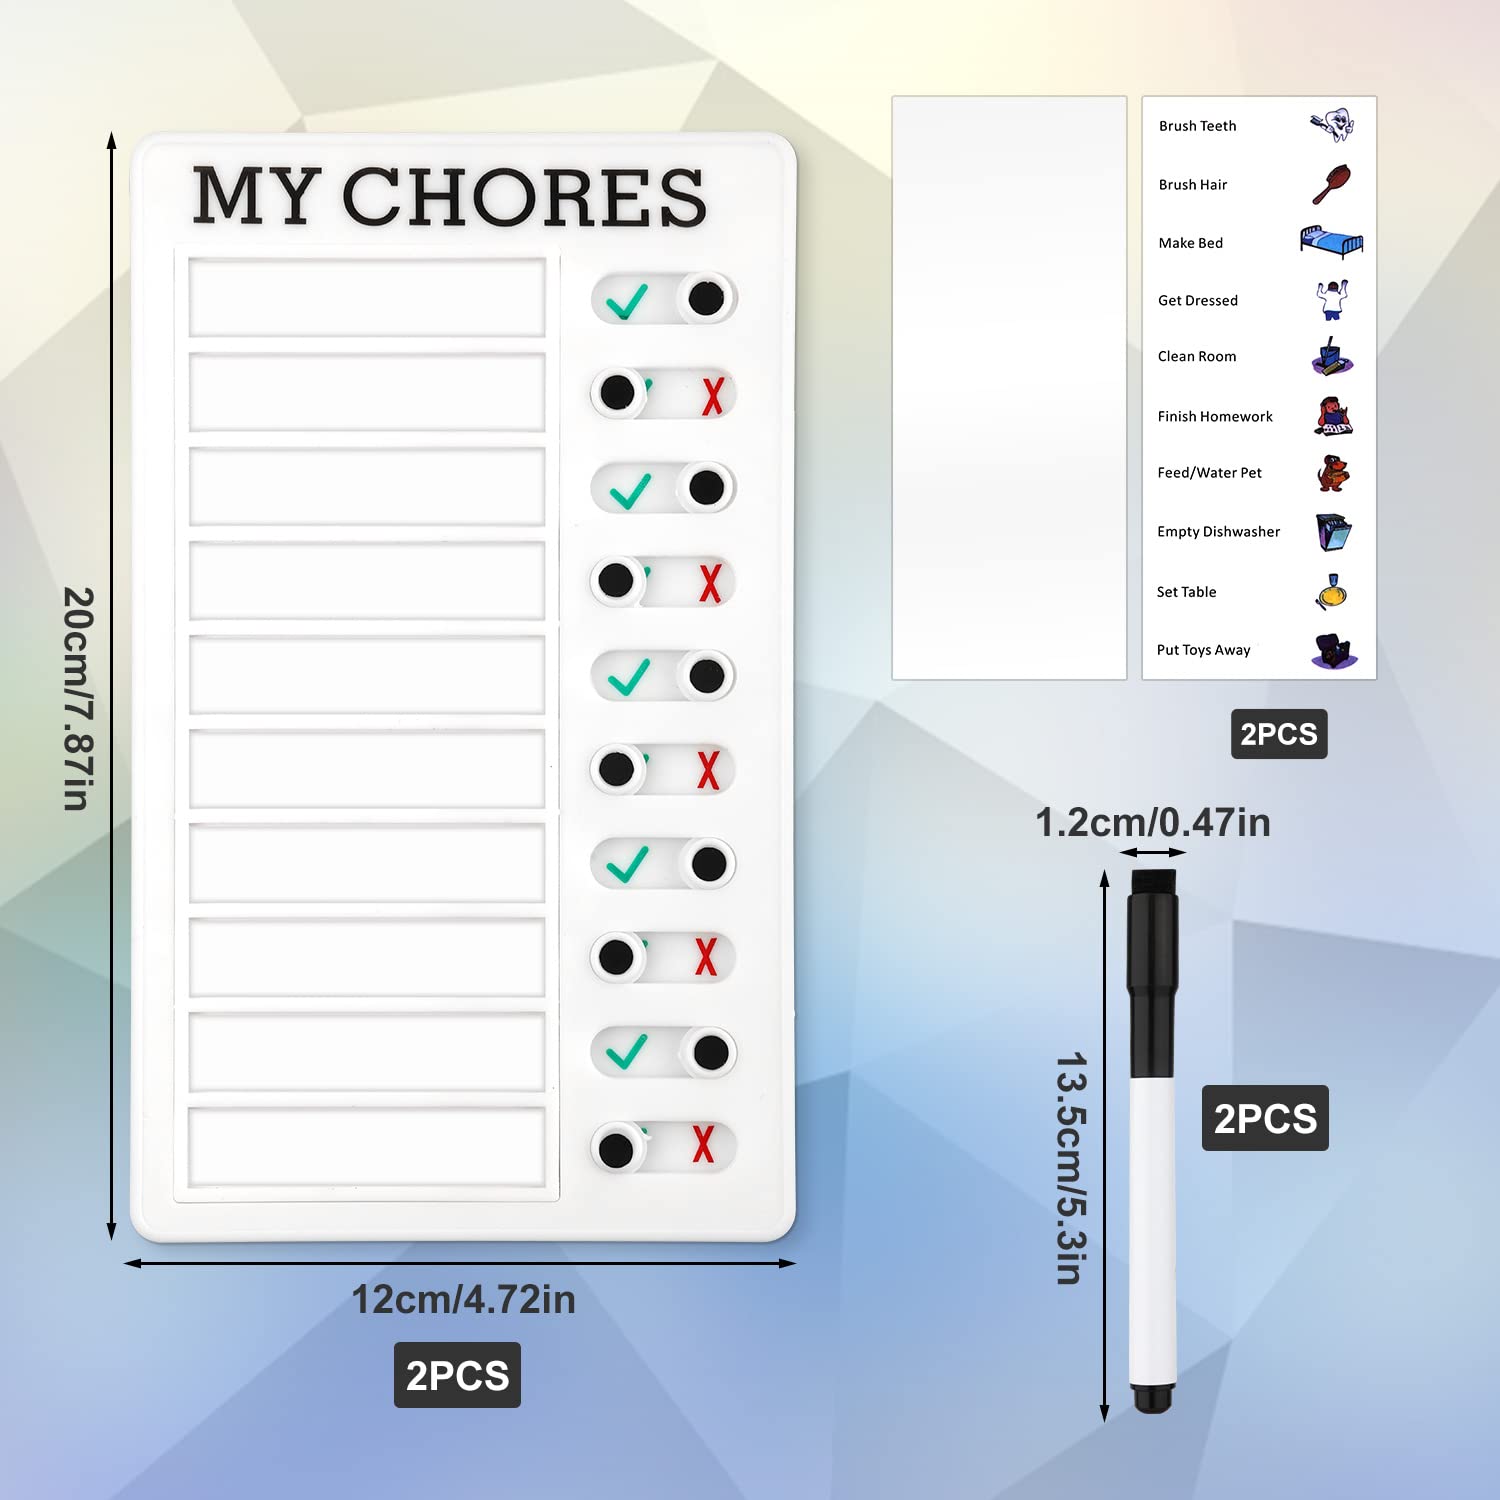 MY CHORES
20cm/7.87in
12cm/4.72in
2PCS
Brush Teeth
Brush Hair
Make Bed
Get Dressed
Clean Room
Finish Homework
Feed/Water Pet
Empty Dishwasher
Set Table
Put Toys Away
2PCS
1.2cm/0.47in
13.5cm/5.3in
2PCS